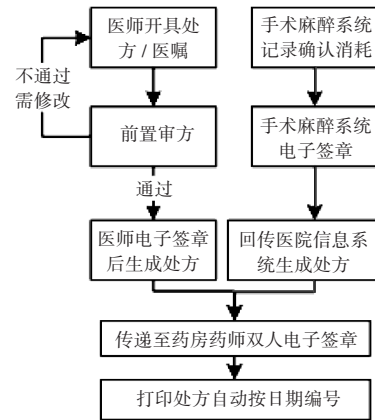 医师开具处
方 / 医嘱
手术麻醉系统
记录确认消耗
不通过
需修改
前置审方
手术麻醉系统
电子签章
通过
医师电子签章
后生成处方
回传医院信息系
统生成处方
传递至药房药师双人电子签章
打印处方自动按日期编号